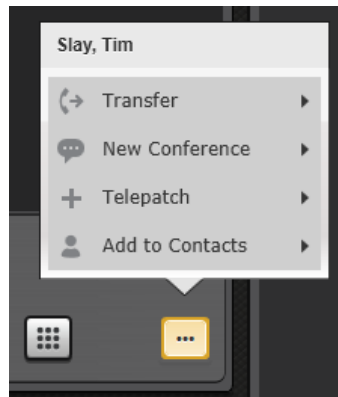 Slay, Tim
Transfer
New Conference
Telepatch
Add to Contacts